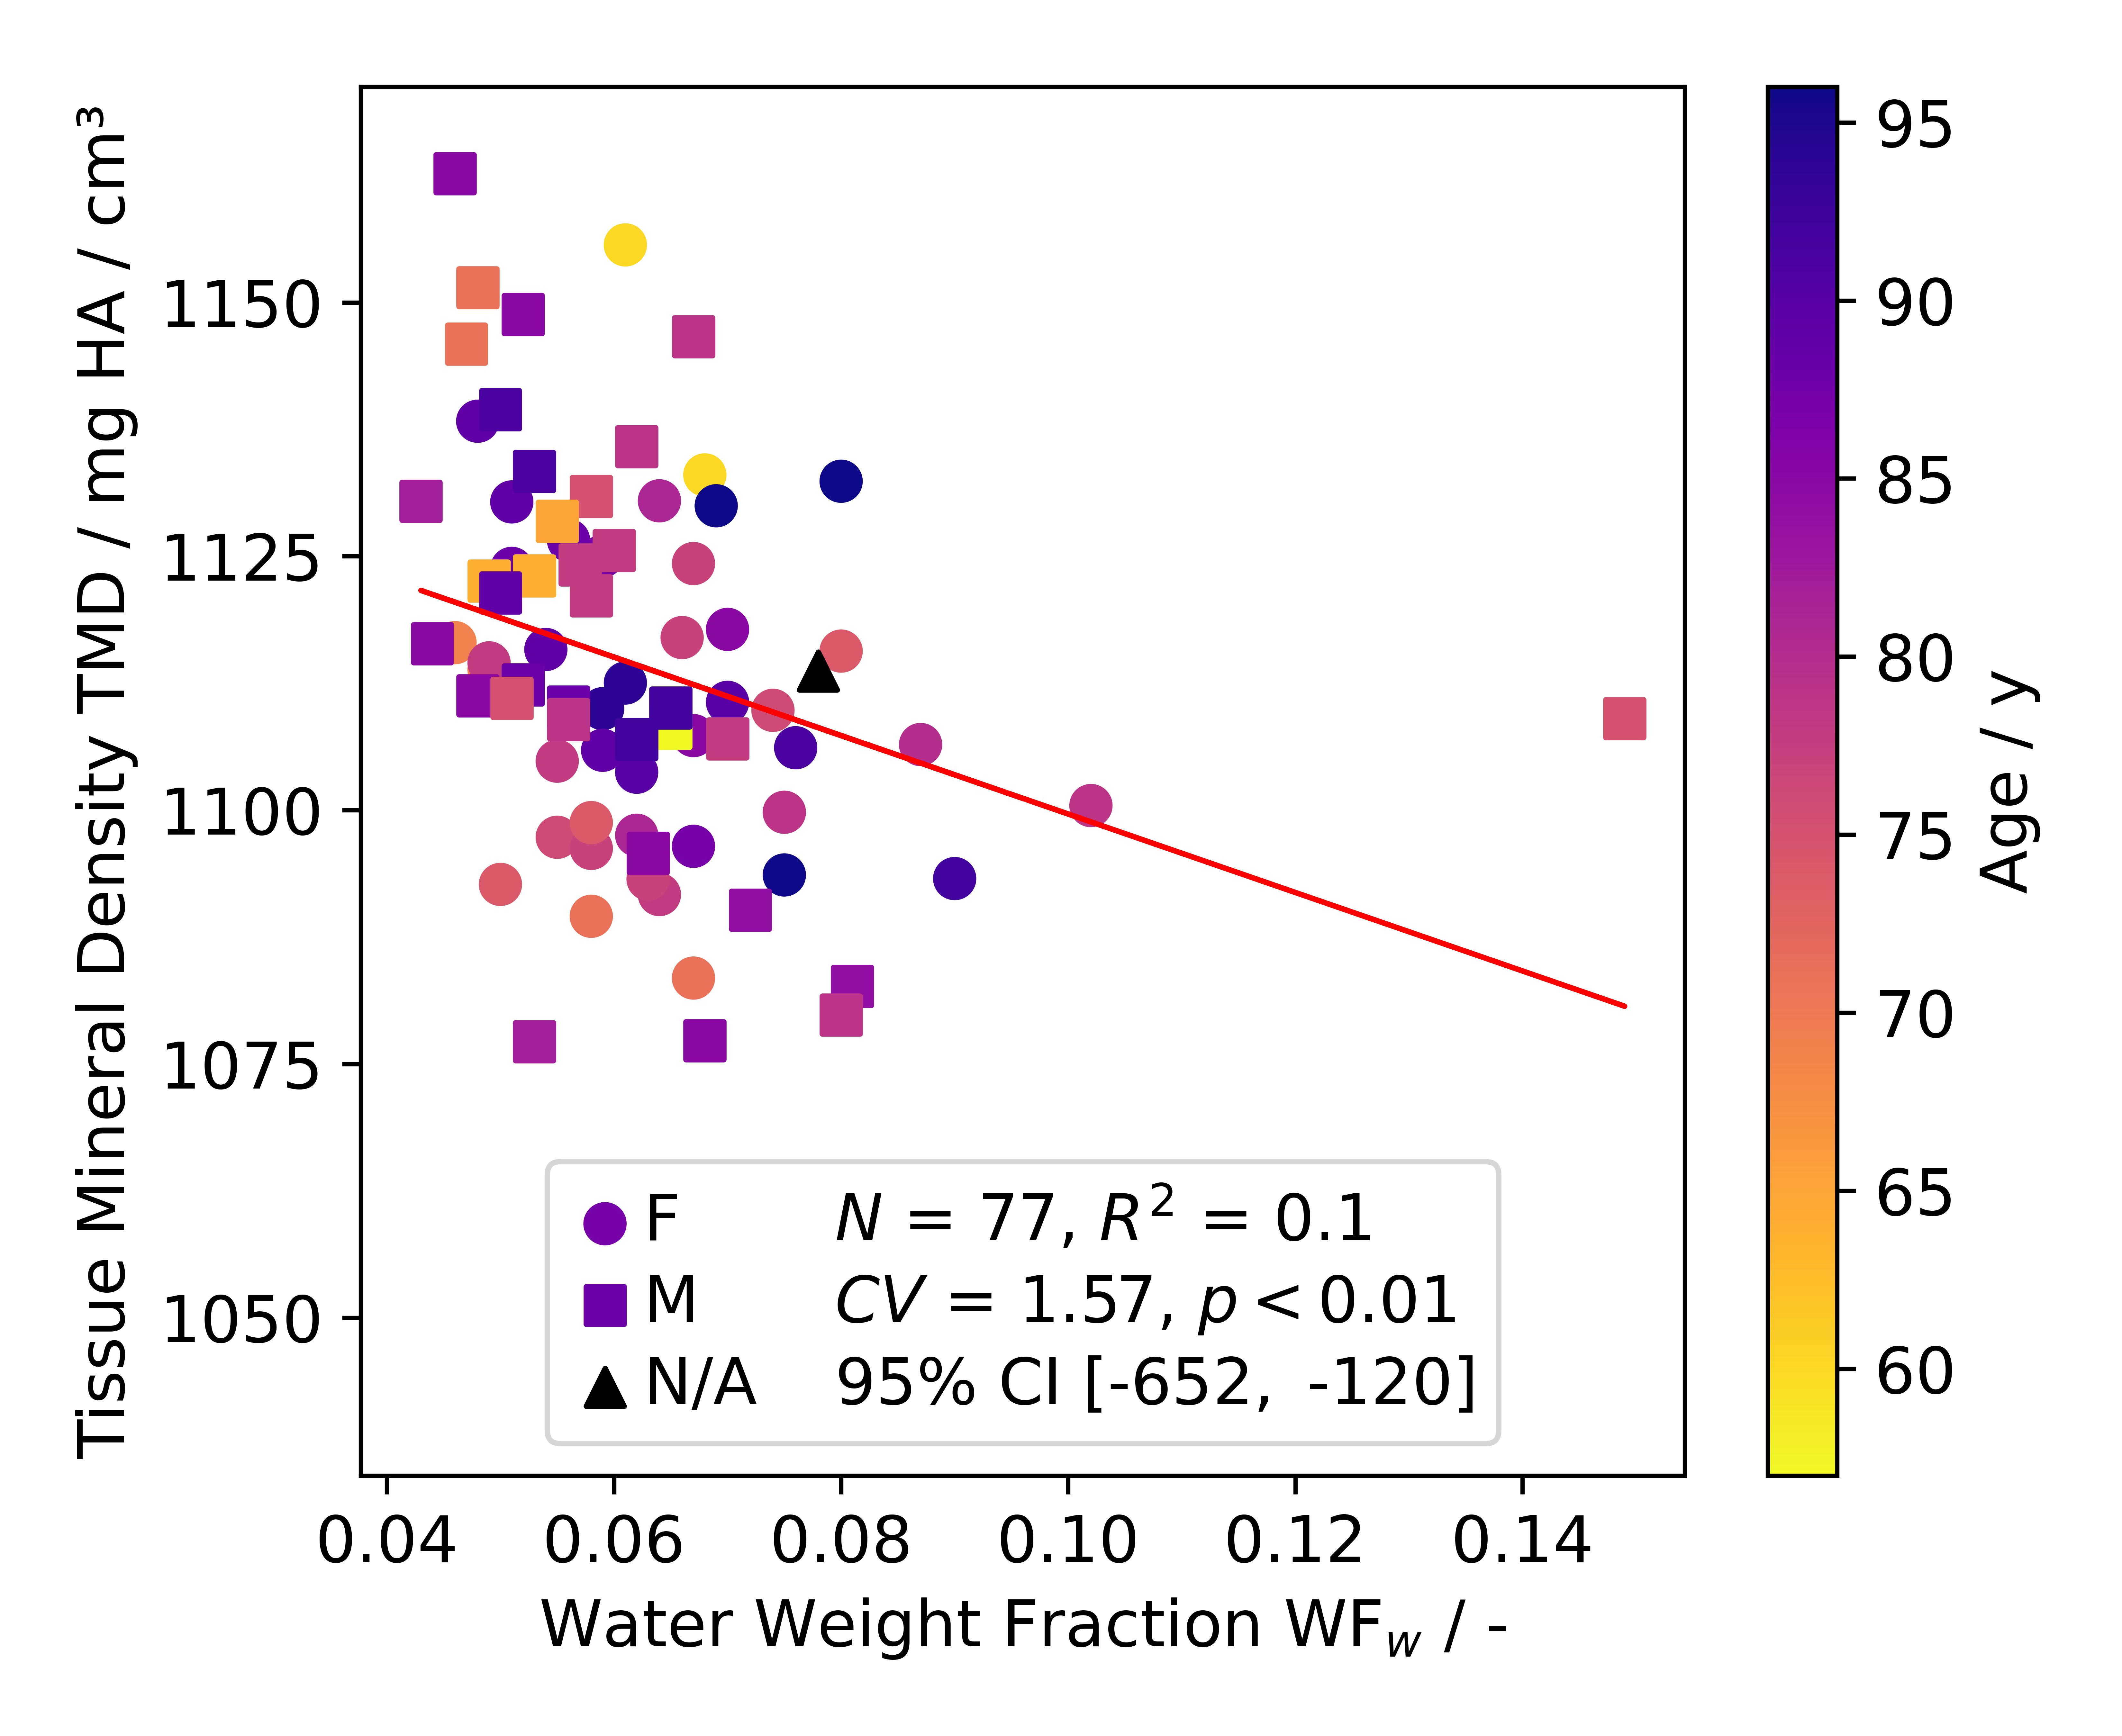 Tissue Mineral Density TMD / mg HA / cm³
1150
1125
1100
1075
1050
F N = 77, R² = 0.1
M CV = 1.57, p < 0.01
N/A 95% CI [-652, -120]
0.04 0.06 0.08 0.10 0.12 0.14
Water Weight Fraction WF_w / -
95
90
85
80
75
70
65
60
Age / y